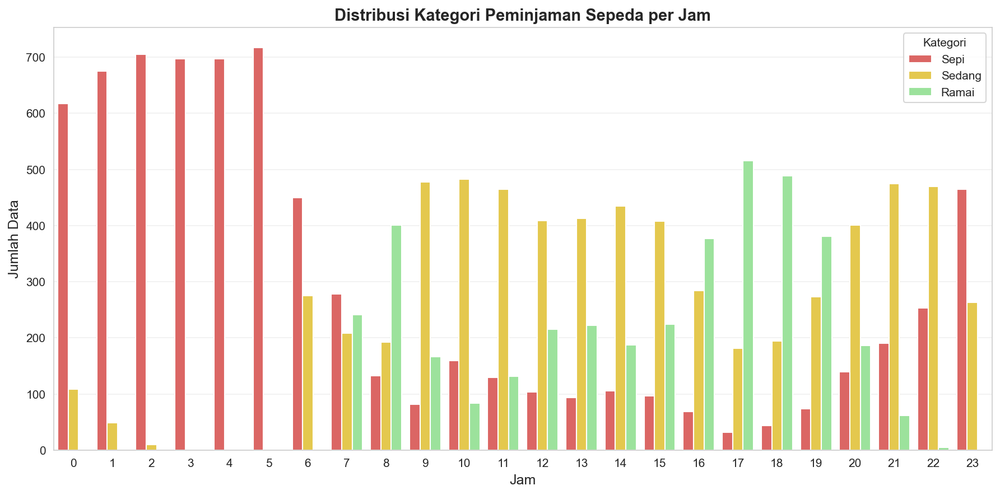 Distribusi Kategori Peminjaman Sepeda per Jam
Kategori
Sepi
Sedang
Ramai
Jumlah Data
700
600
500
400
300
200
100
0
0 1 2 3 4 5 6 7 8 9 10 11 12 13 14 15 16 17 18 19 20 21 22 23
Jam